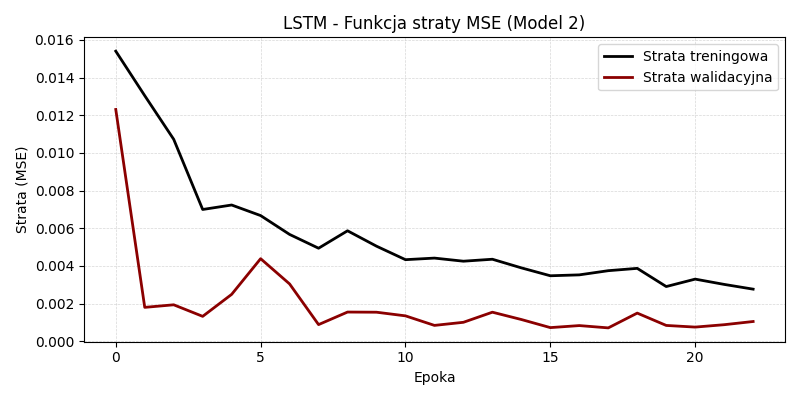 LSTM - Funkcja straty MSE (Model 2)
Strata treningowa
Strata walidacyjna
Strata (MSE)
0.016
0.014
0.012
0.010
0.008
0.006
0.004
0.002
0.000
0 5 10 15 20
Epoka